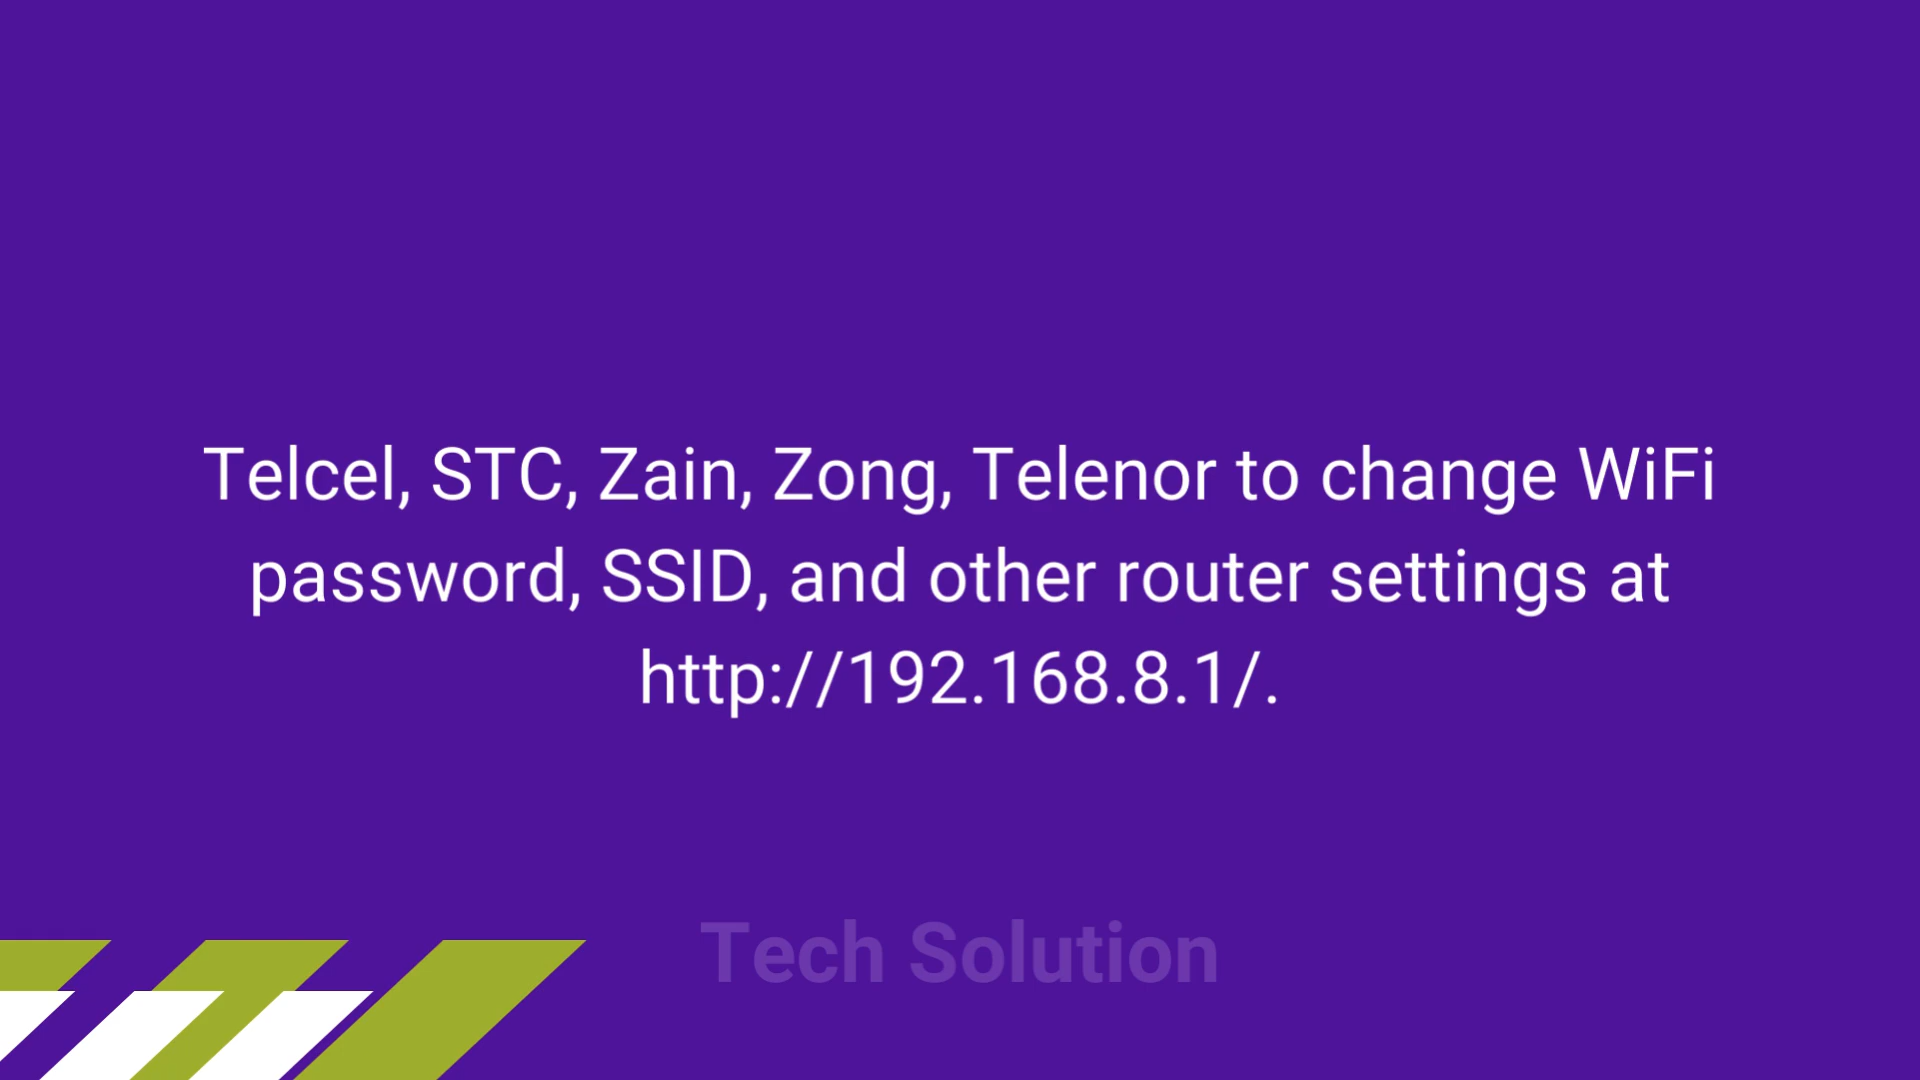 Telcel, STC, Zain, Zong, Telenor to change WiFi
password, SSID, and other router settings at
http://192.168.8.1/.
Tech Solution